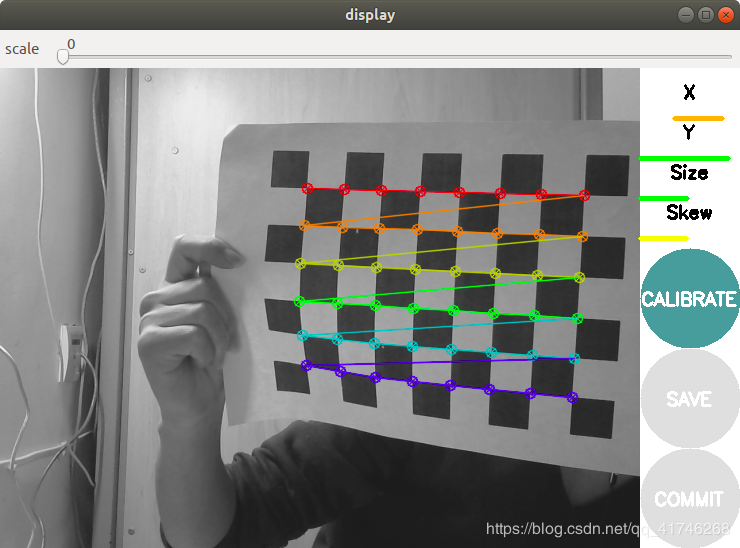 display
scale
0
X
Y
Size
Skew
CALIBRATE
SAVE
COMMIT
https://blog.csdn.net/qq_41746268